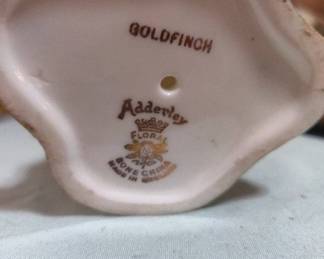 GOLDFINCH
Adderley
FLORAL
BONE CHINA
MADE IN ENGLAND